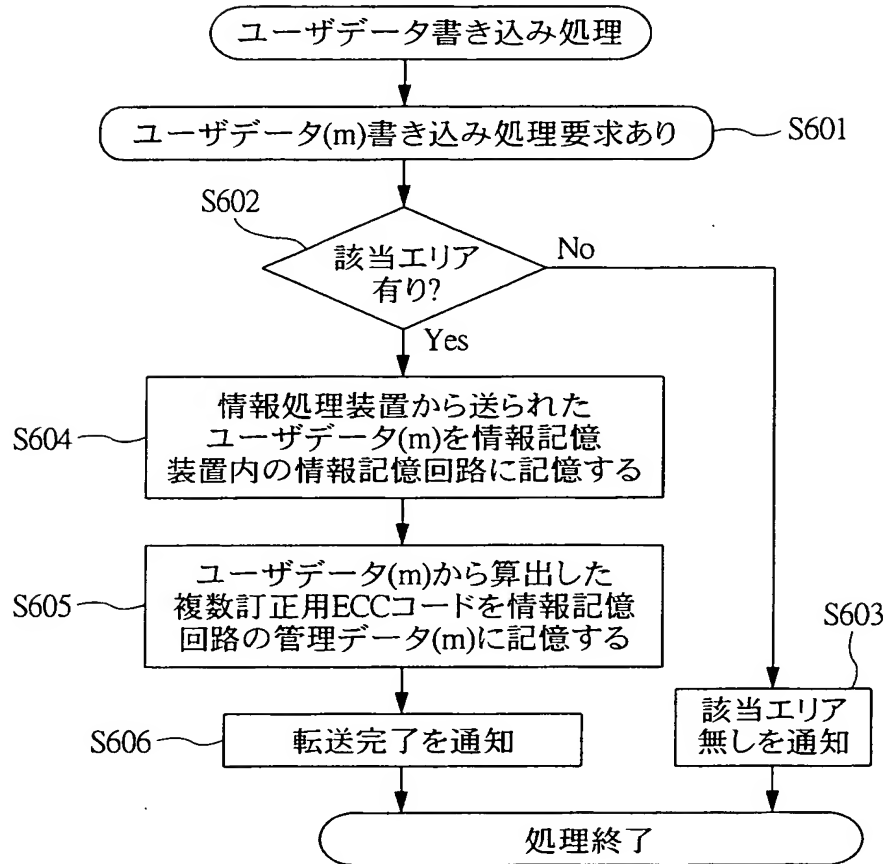 ユーザデータ書き込み処理
ユーザデータ(m)書き込み処理要求あり
S601
S602
該当エリア
有り?
No
Yes
情報処理装置から送られた
ユーザデータ(m)を情報記憶
装置内の情報記憶回路に記憶する
S604
ユーザデータ(m)から算出した
複数訂正用ECCコードを情報記憶
回路の管理データ(m)に記憶する
S605
S603
該当エリア
無しを通知
S606
転送完了を通知
処理終了